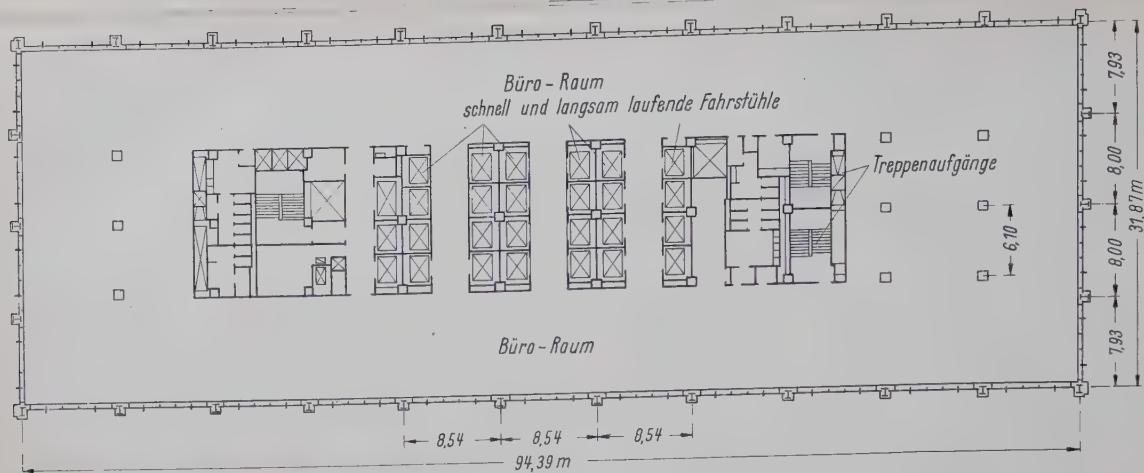 Büro-Raum
schnell und langsam laufende Fahrstühle
Treppenaufgänge
Büro-Raum
7,93
8,00
8,00
7,93
31,87m
6,10
8,54
8,54
8,54
94,39 m